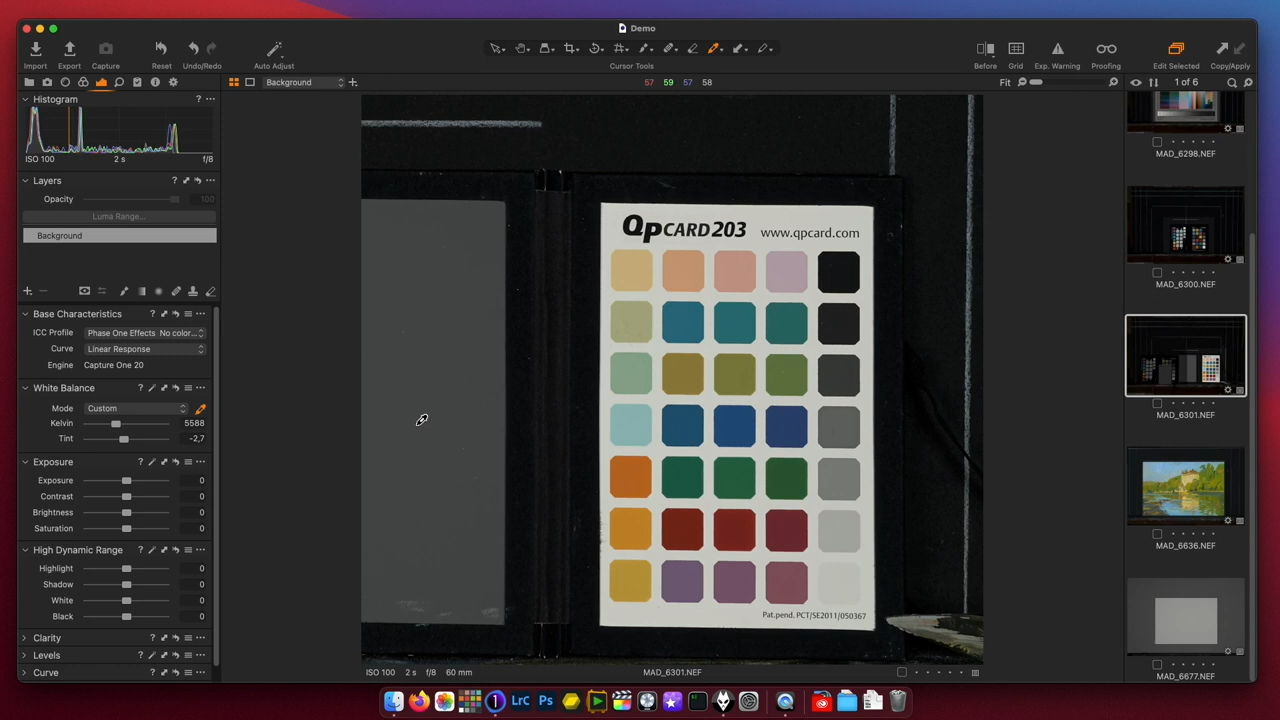 Demo
Import
Export
Capture
Reset
Undo/Redo
Auto Adjust
Cursor Tools
Before
Grid
Exp. Warning
Proofing
Edit Selected
Copy/Apply
Background
57 59 57 58
Fit
1 of 6
Histogram
?
ISO 100
2 s
f/8
Layers
?
Opacity
100
Luma Range...
Background
Base Characteristics
?
ICC Profile
Phase One Effects No color...
Curve
Linear Response
Engine
Capture One 20
White Balance
?
Mode
Custom
Kelvin
5588
Tint
-2,7
Exposure
?
Exposure
0
Contrast
0
Brightness
0
Saturation
0
High Dynamic Range
?
Highlight
0
Shadow
0
White
0
Black
0
Clarity
?
Levels
?
Curve
?
QpCARD 203
www.qpcard.com
Pat.pend. PCT/SE2011/050367
ISO 100
2 s
f/8
60 mm
MAD_6301.NEF
MAD_6298.NEF
MAD_6300.NEF
MAD_6301.NEF
MAD_6636.NEF
MAD_6677.NEF
1
LrC
Ps